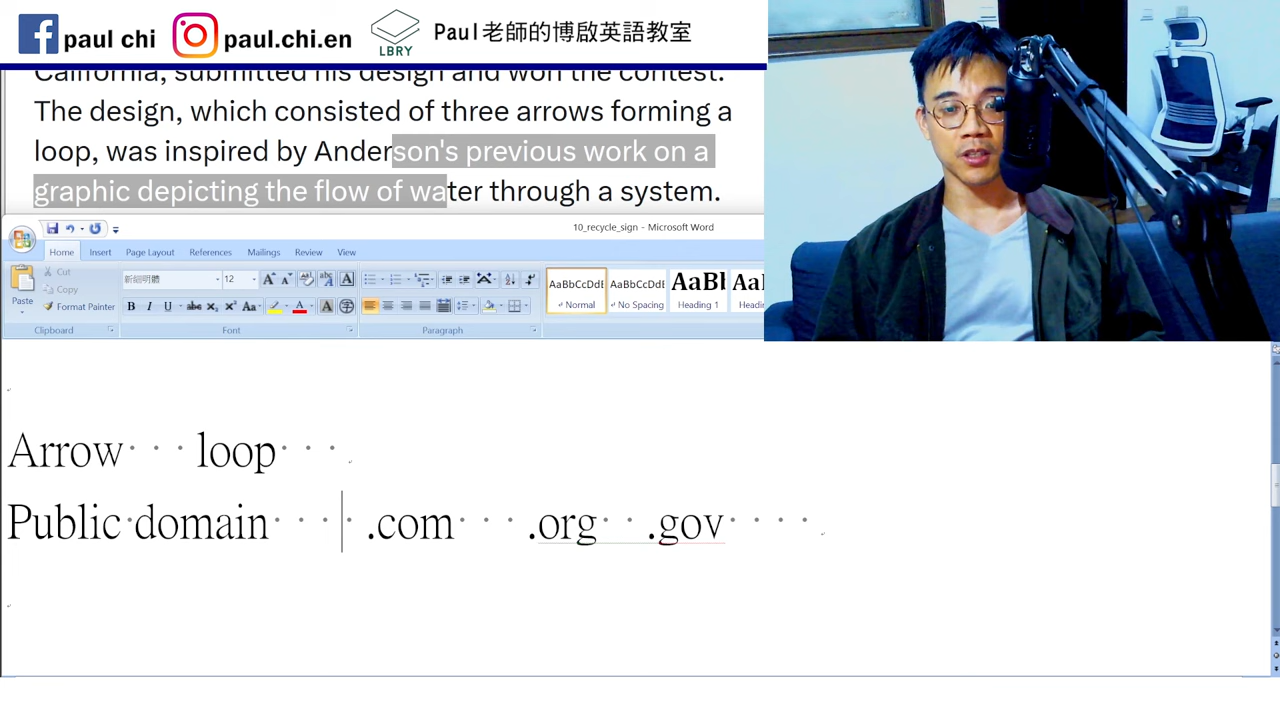 paul chi paul.chi.en LBRY Paul老師的博啟英語教室
California, submitted his design and won the contest.
The design, which consisted of three arrows forming a
loop, was inspired by Anderson's previous work on a
graphic depicting the flow of water through a system.
10_recycle_sign - Microsoft Word
Home Insert Page Layout References Mailings Review View
Paste Cut Copy Format Painter
新細明體 12
AaBbCcDdE Normal AaBbCcDdE No Spacing AaBb Heading 1
Clipboard Font Paragraph
Arrow loop
Public domain .com .org .gov